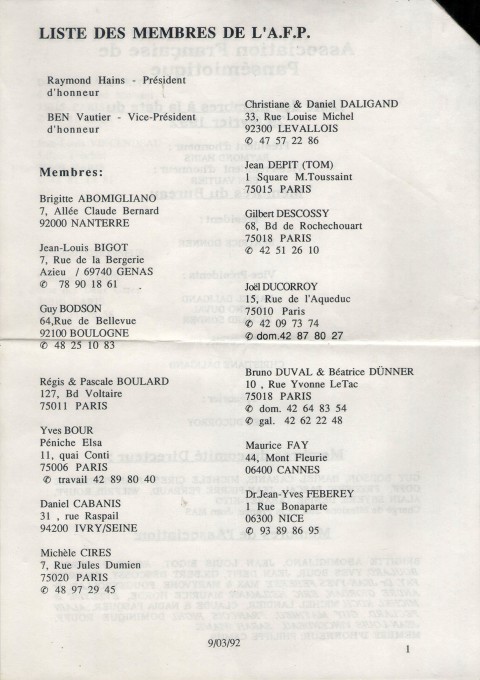 LISTE DES MEMBRES DE L'A.F.P.
Raymond Hains - Président
d'honneur
BEN Vautier - Vice-Président
d'honneur
Membres:
Brigitte ABOMIGLIANO
7, Allée Claude Bernard
92000 NANTERRE
Jean-Louis BIGOT
7, Rue de la Bergerie
Azieu / 69740 GENAS
✆ 78 90 18 61
Guy BODSON
64,Rue de Bellevue
92100 BOULOGNE
✆ 48 25 10 83
Régis & Pascale BOULARD
127, Bd Voltaire
75011 PARIS
Yves BOUR
Péniche Elsa
11, quai Conti
75006 PARIS
✆ travail 42 89 80 40
Daniel CABANIS
31 , rue Raspail
94200 IVRY/SEINE
Michèle CIRES
7, Rue Jules Dumien
75020 PARIS
✆ 48 97 29 45
Christiane & Daniel DALIGAND
33, Rue Louise Michel
92300 LEVALLOIS
✆ 47 57 22 86
Jean DEPIT (TOM)
1 Square M.Toussaint
75015 PARIS
Gilbert DESCOSSY
68, Bd de Rochechouart
75018 PARIS
✆ 42 51 26 10
Joël DUCORROY
15, Rue de l'Aqueduc
75010 Paris
✆ 42 09 73 74
✆ dom.42 87 80 27
Bruno DUVAL & Béatrice DÜNNER
10 , Rue Yvonne LeTac
75018 PARIS
✆ dom. 42 64 83 54
✆ gal. 42 62 22 48
Maurice FAY
44, Mont Fleurie
06400 CANNES
Dr.Jean-Yves FEBEREY
1 Rue Bonaparte
06300 NICE
✆ 93 89 86 95
9/03/92
1